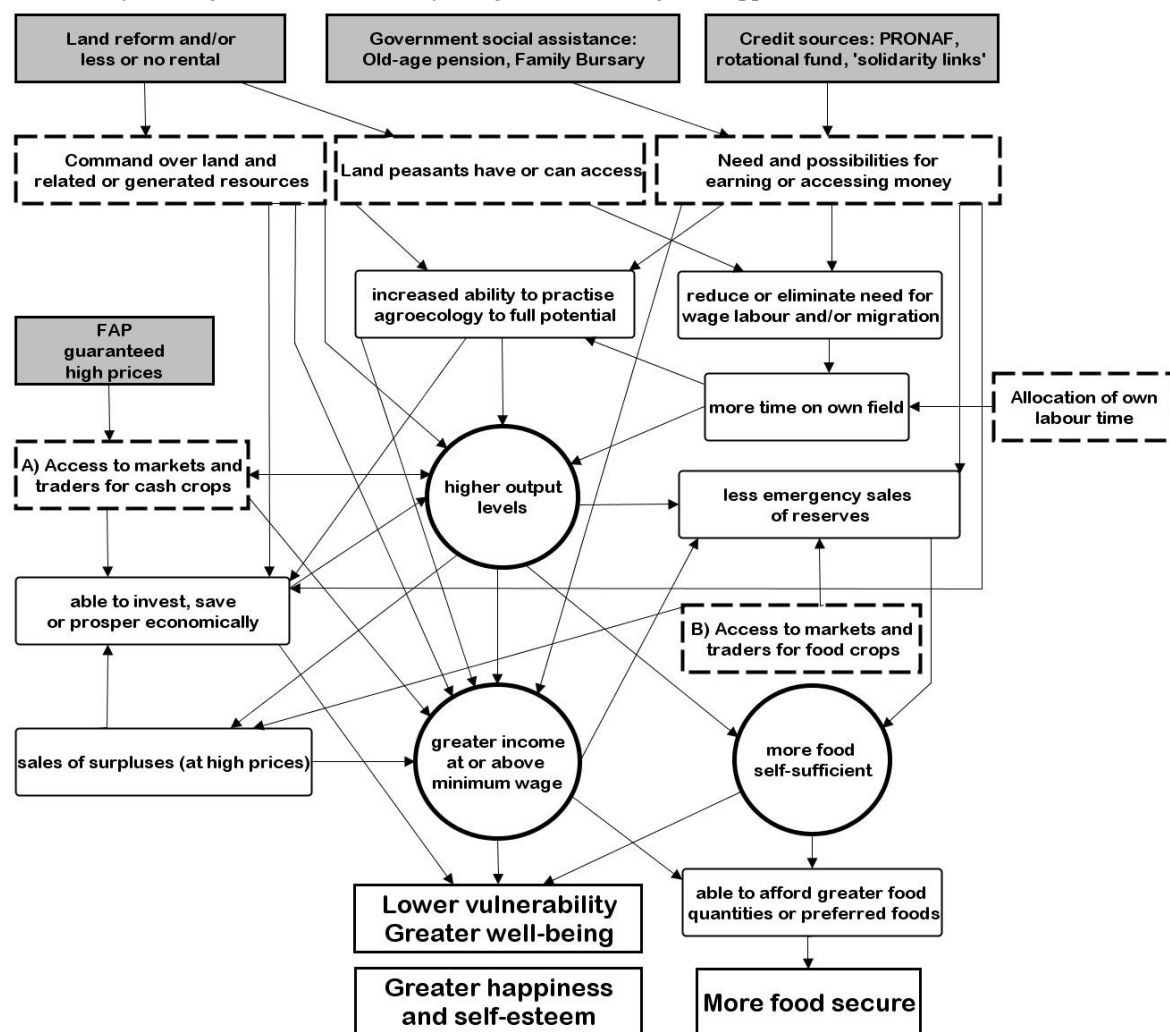 Land reform and/or
less or no rental
Government social assistance:
Old-age pension, Family Bursary
Credit sources: PRONAF,
rotational fund, 'solidarity links'
Command over land and
related or generated resources
Land peasants have or can access
Need and possibilities for
earning or accessing money
increased ability to practise
agroecology to full potential
reduce or eliminate need for
wage labour and/or migration
FAP
guaranteed
high prices
more time on own field
Allocation of own
labour time
A) Access to markets and
traders for cash crops
higher output
levels
less emergency sales
of reserves
able to invest, save
or prosper economically
B) Access to markets and
traders for food crops
sales of surpluses (at high prices)
greater income
at or above
minimum wage
more food
self-sufficient
Lower vulnerability
Greater well-being
able to afford greater food
quantities or preferred foods
Greater happiness
and self-esteem
More food secure